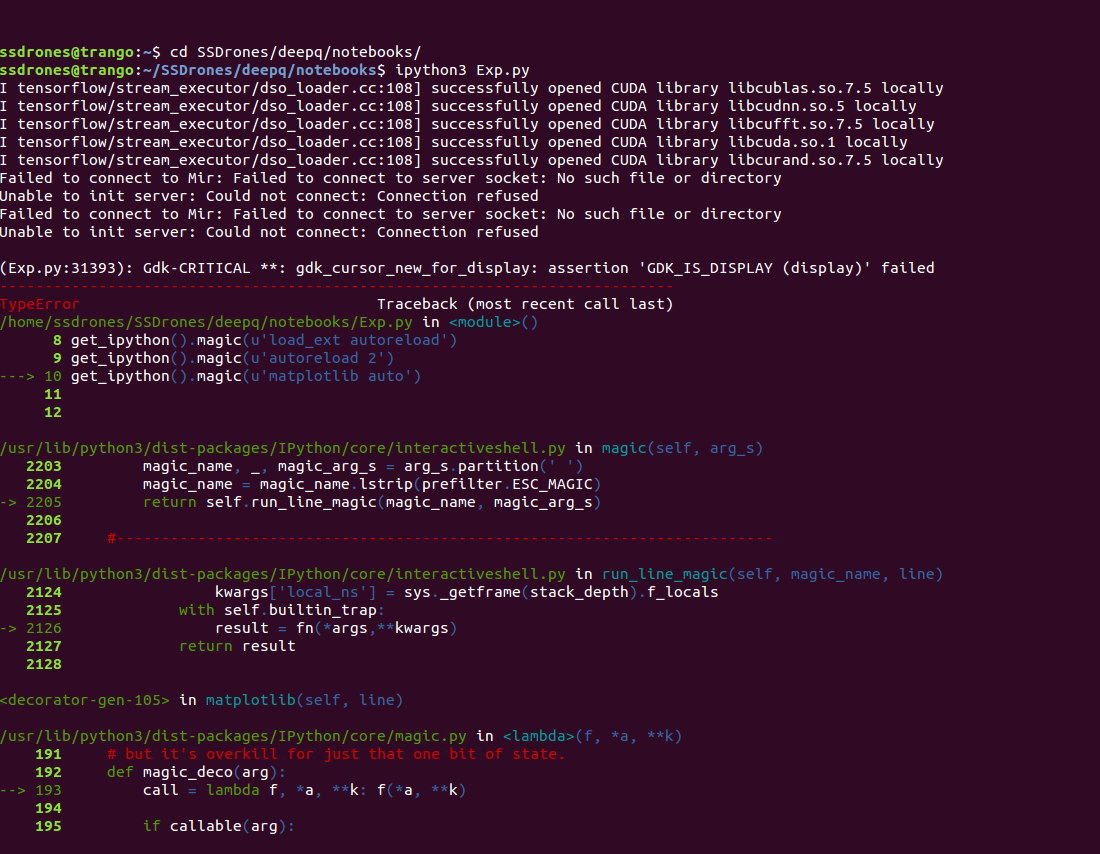 ssdrones@trango:~$ cd SSDrones/deepq/notebooks/
ssdrones@trango:~/SSDrones/deepq/notebooks$ ipython3 Exp.py
I tensorflow/stream_executor/dso_loader.cc:108] successfully opened CUDA library libcublas.so.7.5 locally
I tensorflow/stream_executor/dso_loader.cc:108] successfully opened CUDA library libcudnn.so.5 locally
I tensorflow/stream_executor/dso_loader.cc:108] successfully opened CUDA library libcufft.so.7.5 locally
I tensorflow/stream_executor/dso_loader.cc:108] successfully opened CUDA library libcuda.so.1 locally
I tensorflow/stream_executor/dso_loader.cc:108] successfully opened CUDA library libcurand.so.7.5 locally
Failed to connect to Mir: Failed to connect to server socket: No such file or directory
Unable to init server: Could not connect: Connection refused
Failed to connect to Mir: Failed to connect to server socket: No such file or directory
Unable to init server: Could not connect: Connection refused

(Exp.py:31393): Gdk-CRITICAL **: gdk_cursor_new_for_display: assertion 'GDK_IS_DISPLAY (display)' failed
---------------------------------------------------------------------------
TypeError                                 Traceback (most recent call last)
/home/ssdrones/SSDrones/deepq/notebooks/Exp.py in <module>()
      8 get_ipython().magic(u'load_ext autoreload')
      9 get_ipython().magic(u'autoreload 2')
---> 10 get_ipython().magic(u'matplotlib auto')
     11
     12

/usr/lib/python3/dist-packages/IPython/core/interactiveshell.py in magic(self, arg_s)
   2203         magic_name, _, magic_arg_s = arg_s.partition(' ')
   2204         magic_name = magic_name.lstrip(prefilter.ESC_MAGIC)
-> 2205         return self.run_line_magic(magic_name, magic_arg_s)
   2206
   2207     #-------------------------------------------------------------------------

/usr/lib/python3/dist-packages/IPython/core/interactiveshell.py in run_line_magic(self, magic_name, line)
   2124                 kwargs['local_ns'] = sys._getframe(stack_depth).f_locals
   2125             with self.builtin_trap:
-> 2126                 result = fn(*args,**kwargs)
   2127             return result
   2128

<decorator-gen-105> in matplotlib(self, line)

/usr/lib/python3/dist-packages/IPython/core/magic.py in <lambda>(f, *a, **k)
    191     # but it's overkill for just that one bit of state.
    192     def magic_deco(arg):
--> 193         call = lambda f, *a, **k: f(*a, **k)
    194
    195         if callable(arg):